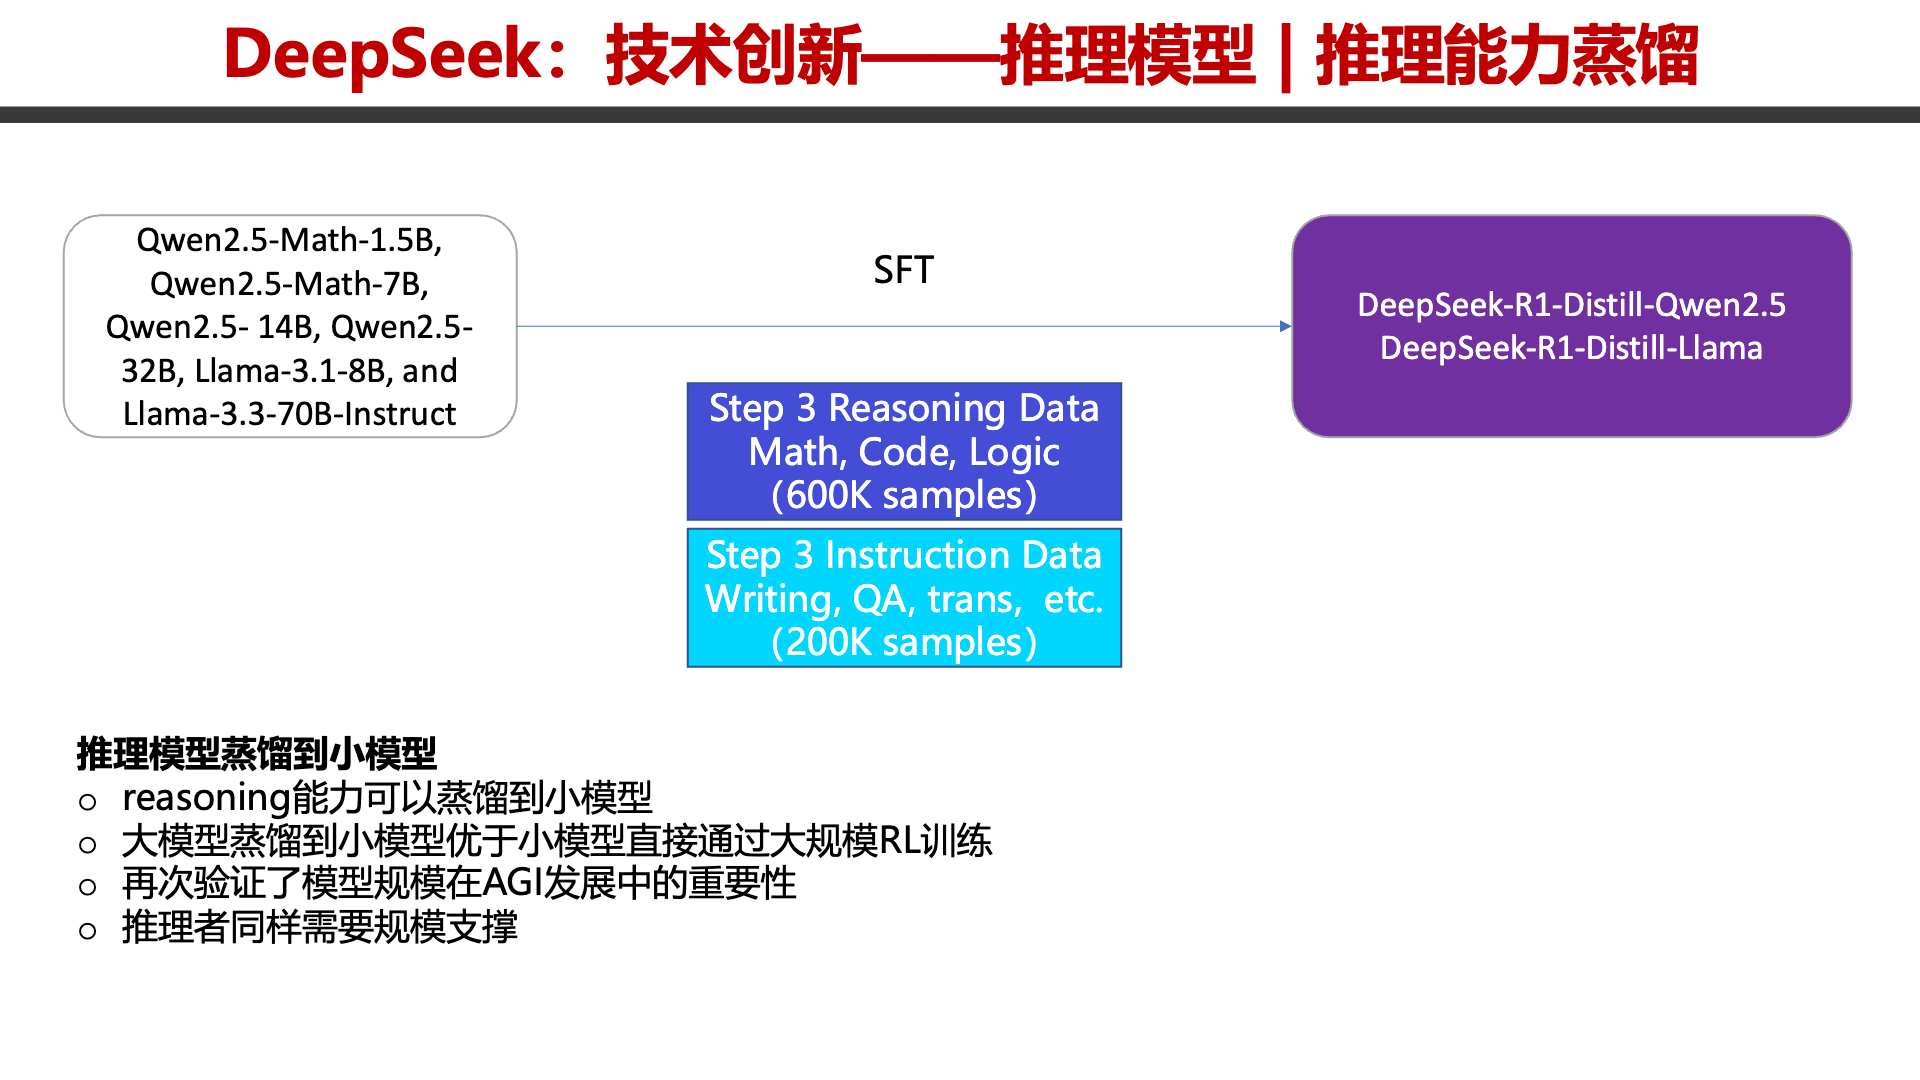 DeepSeek：技术创新——推理模型 | 推理能力蒸馏
Qwen2.5-Math-1.5B,
Qwen2.5-Math-7B,
Qwen2.5- 14B, Qwen2.5-
32B, Llama-3.1-8B, and
Llama-3.3-70B-Instruct
SFT
DeepSeek-R1-Distill-Qwen2.5
DeepSeek-R1-Distill-Llama
Step 3 Reasoning Data
Math, Code, Logic
（600K samples）
Step 3 Instruction Data
Writing, QA, trans,  etc.
（200K samples）
推理模型蒸馏到小模型
○ reasoning能力可以蒸馏到小模型
○ 大模型蒸馏到小模型优于小模型直接通过大规模RL训练
○ 再次验证了模型规模在AGI发展中的重要性
○ 推理者同样需要规模支撑